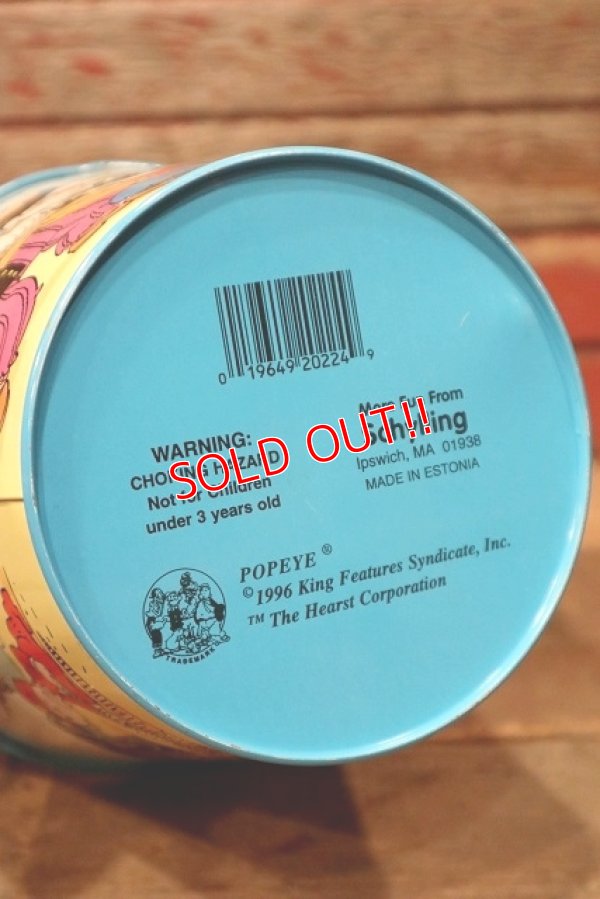 0 19649 20224 9
More Fun From
Schylling
Ipswich, MA 01938
MADE IN ESTONIA
WARNING:
CHOKING HAZARD
Not for Children
under 3 years old
SOLD OUT!!
POPEYE ®
©1996 King Features Syndicate, Inc.
TM The Hearst Corporation
TRADEMARK